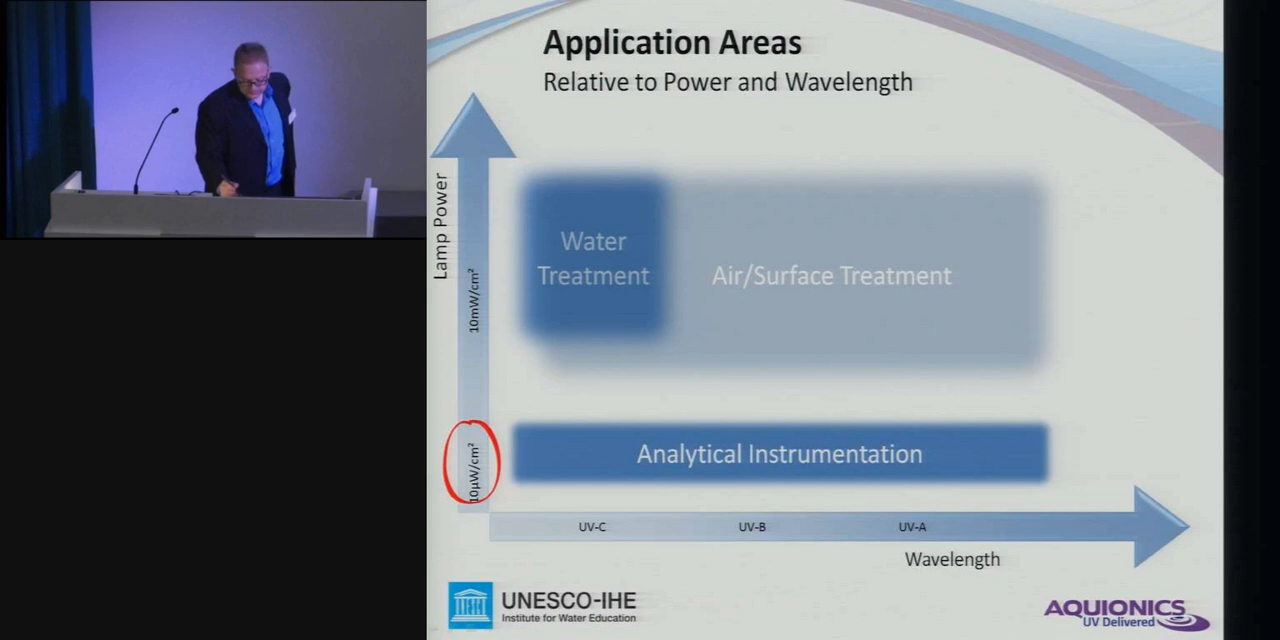 Application Areas
Relative to Power and Wavelength
Lamp Power
10mW/cm²
10µW/cm²
Water
Treatment
Air/Surface Treatment
Analytical Instrumentation
UV-C
UV-B
UV-A
Wavelength
UNESCO-IHE
Institute for Water Education
AQUIONICS
UV Delivered